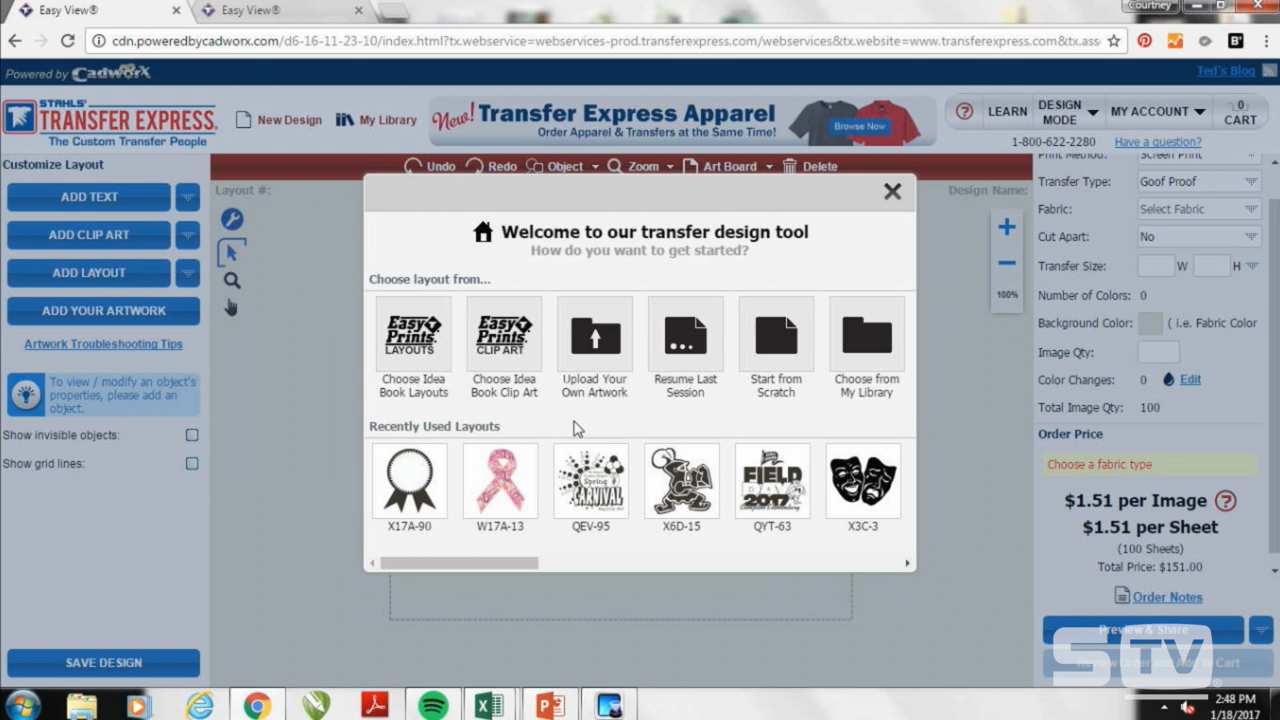 Easy View®
Easy View®
Courtney
cdn.poweredbycadworx.com/d6-16-11-23-10/index.html?tx.webservice=webservices-prod.transferexpress.com/webservices&tx.website=www.transferexpress.com&tx.ass
Powered by CadworX
Ted's Blog
STAHLS'
TRANSFER EXPRESS.
The Custom Transfer People
New Design
My Library
New! Transfer Express Apparel
Order Apparel & Transfers at the Same Time!
Browse Now
LEARN
DESIGN
MODE
MY ACCOUNT
0
CART
1-800-622-2280
Have a question?
Customize Layout
Undo
Redo
Object
Zoom
Art Board
Delete
Print Method:
Screen Print
ADD TEXT
ADD CLIP ART
ADD LAYOUT
ADD YOUR ARTWORK
Artwork Troubleshooting Tips
To view / modify an object's
properties, please add an
object.
Show invisible objects:
Show grid lines:
SAVE DESIGN
Layout #:
Design Name:
100%
Welcome to our transfer design tool
How do you want to get started?
Choose layout from...
Easy
Prints
LAYOUTS
Easy
Prints
CLIP ART
Choose Idea
Book Layouts
Choose Idea
Book Clip Art
Upload Your
Own Artwork
Resume Last
Session
Start from
Scratch
Choose from
My Library
Recently Used Layouts
Spring
CARNIVAL
FIELD
DAY
2017
X17A-90
W17A-13
QEV-95
X6D-15
QYT-63
X3C-3
Transfer Type:
Goof Proof
Fabric:
Select Fabric
Cut Apart:
No
Transfer Size:
W
H
Number of Colors: 0
Background Color:
( i.e. Fabric Color
Image Qty:
Color Changes: 0
Edit
Total Image Qty: 100
Order Price
Choose a fabric type
$1.51 per Image
$1.51 per Sheet
(100 Sheets)
Total Price: $151.00
Order Notes
Preview & Share
Review Order and Add to Cart
STV
2:48 PM
1/18/2017